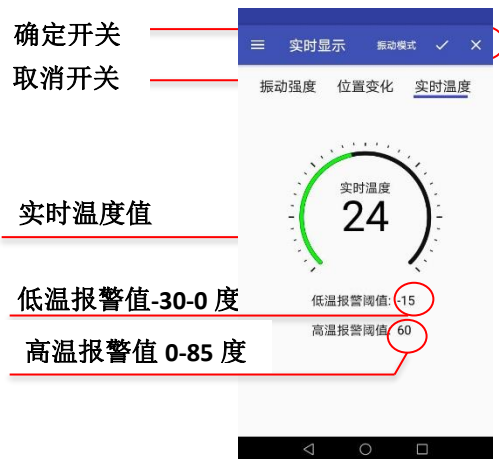 确定开关
取消开关
实时温度值
低温报警值-30-0 度
高温报警值 0-85 度
实时显示 振动模式
振动强度 位置变化 实时温度
实时温度
24
低温报警阈值: -15
高温报警阈值: 60